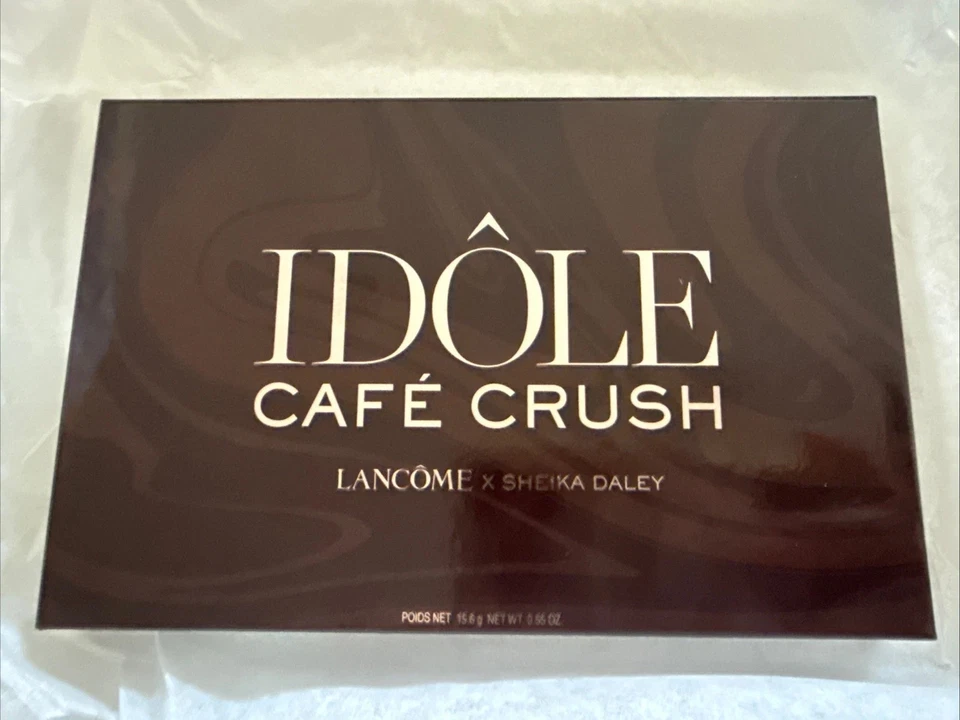 IDÔLE
CAFÉ CRUSH
LANCÔME X SHEIKA DALEY
POIDS NET 15.6 g NET WT 0.55 OZ